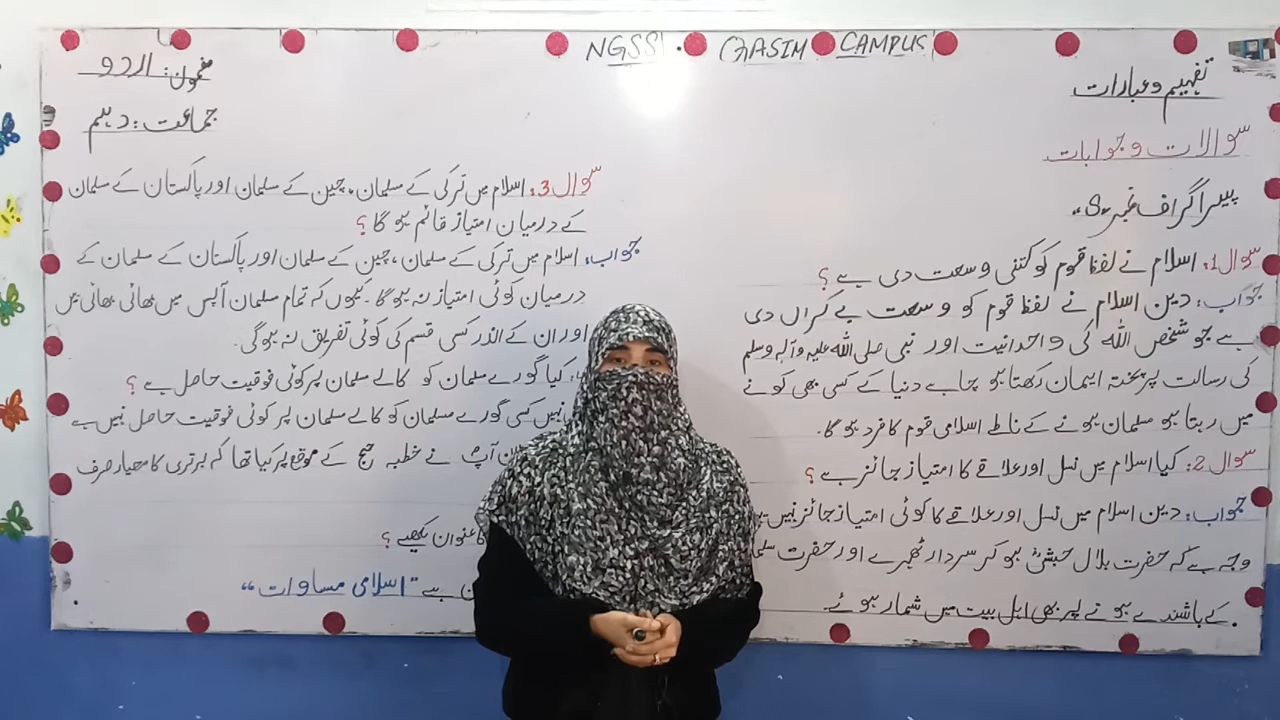 NGSS QASIM CAMPUS
تفہیم و عبارات
سوالات و جوابات
پیراگراف نمبر
سوال 1: اسلام نے لفظ قوم کو کتنی وسعت دی ہے؟
جواب: دین اسلام نے لفظ قوم کو وسعت بے کراں دی
ہے جو شخص اللہ کی واحدانیت اور نبی صلی اللہ علیہ وآلہ وسلم
کی رسالت پر پختہ ایمان رکھتا ہو چاہے دنیا کے کسی بھی کونے
میں رہتا ہو مسلمان ہونے کے ناطے اسلامی قوم کا فرد ہو گا۔
سوال 2: کیا اسلام میں نسل اور علاقے کا امتیاز جائز ہے؟
جواب: دین اسلام میں نسل اور علاقے کا کوئی امتیاز جائز نہیں
وجہ ہے کہ حضرت بلال حبشیؓ ہو کر سردار ٹھہرے اور حضرت
کے باشندے ہونے پر بھی اہل بیت میں شمار ہوئے۔
مضمون: اردو
جماعت: دہم
سوال 3: اسلام میں ترکی کے مسلمان، چین کے مسلمان اور پاکستان کے مسلمان
کے درمیان امتیاز قائم ہو گا؟
جواب: اسلام میں ترکی کے مسلمان، چین کے مسلمان اور پاکستان کے مسلمان کے
درمیان کوئی امتیاز نہ ہو گا۔ کیوں کہ تمام مسلمان آپس میں بھائی بھائی ہیں
اور ان کے اندر کسی قسم کی کوئی تفریق نہ ہو گی۔
کیا گورے مسلمان کو کالے مسلمان پر کوئی فوقیت حاصل ہے؟
نہیں کسی گورے مسلمان کو کالے مسلمان پر کوئی فوقیت حاصل نہیں ہے
آپؐ نے خطبہ حج کے موقع پر کیا تھا کہ برتری کا معیار صرف
کا عنوان لکھیے؟
ہے "اسلامی مساوات"